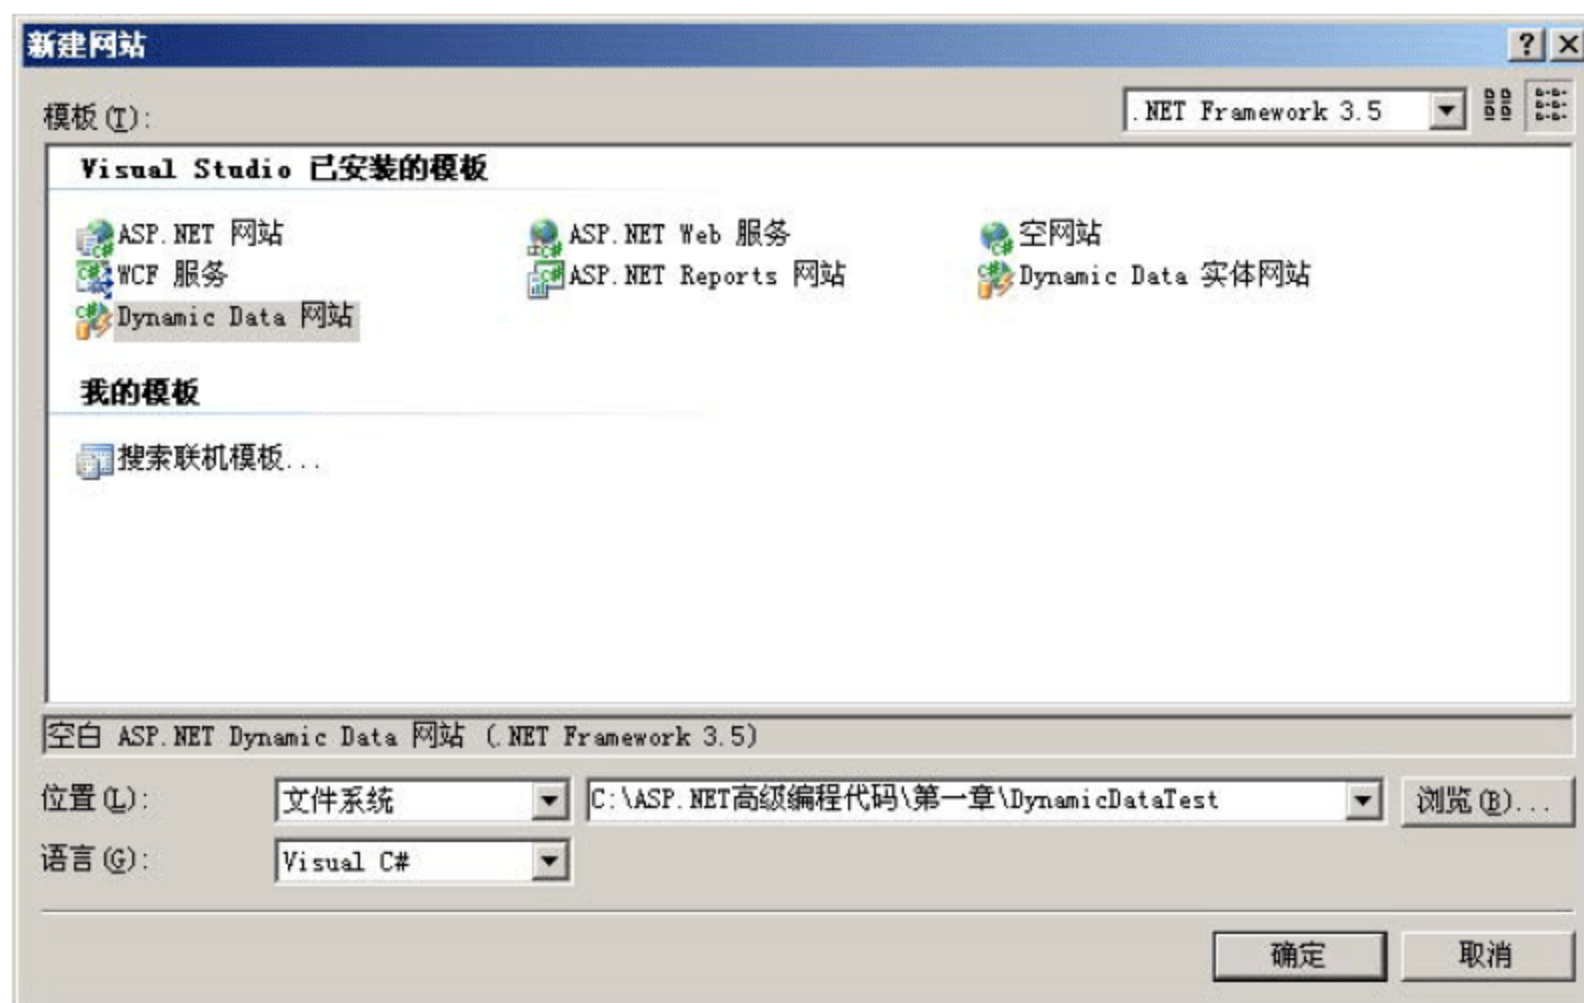 新建网站
模板(T):
.NET Framework 3.5
Visual Studio 已安装的模板
ASP.NET 网站
ASP.NET Web 服务
空网站
WCF 服务
ASP.NET Reports 网站
Dynamic Data 实体网站
Dynamic Data 网站
我的模板
搜索联机模板...
空白 ASP.NET Dynamic Data 网站 (.NET Framework 3.5)
位置(L):
文件系统
C:\ASP.NET高级编程代码\第一章\DynamicDataTest
浏览(B)...
语言(G):
Visual C#
确定
取消